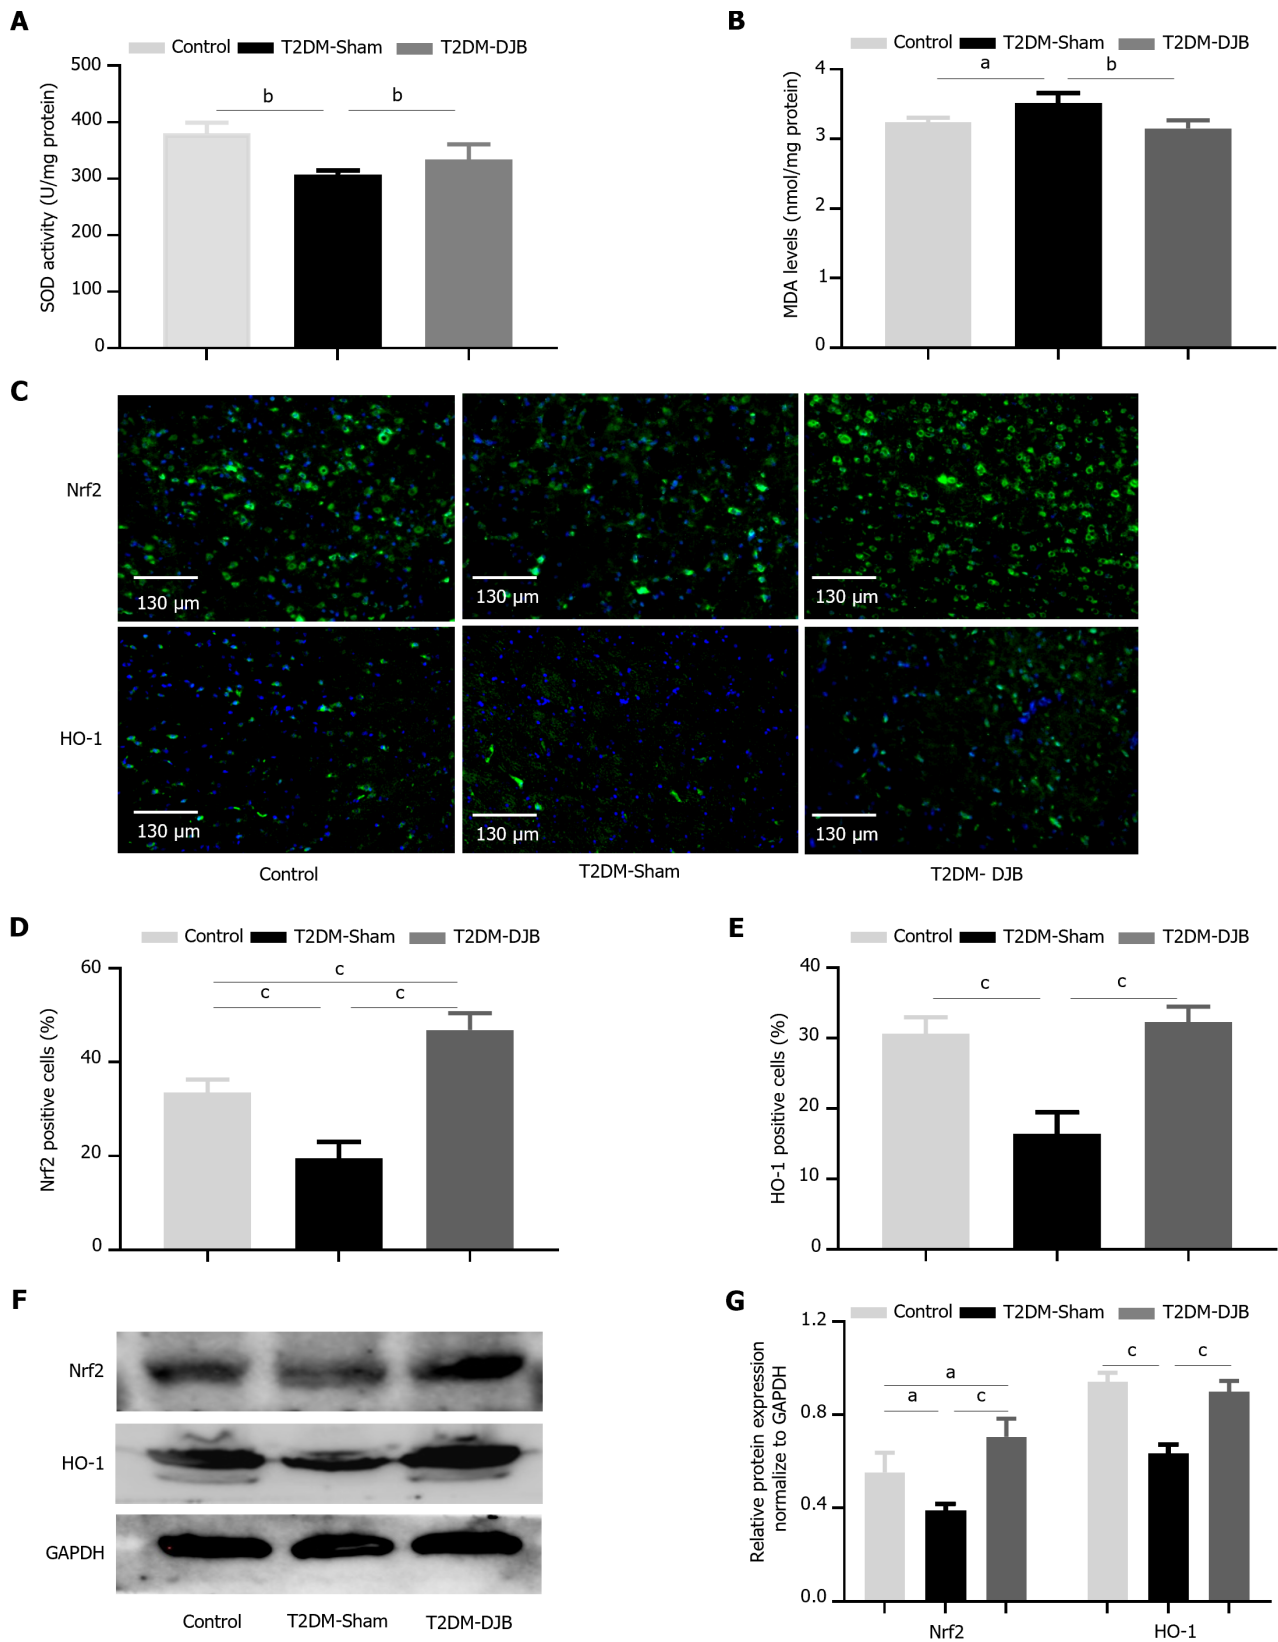 A
Control T2DM-Sham T2DM-DJB
SOD activity (U/mg protein)
500
400
300
200
100
0
b b
B
Control T2DM-Sham T2DM-DJB
MDA levels (nmol/mg protein)
4
3
2
1
0
a b
C
Nrf2
130 μm 130 μm 130 μm
HO-1
130 μm 130 μm 130 μm
Control T2DM-Sham T2DM- DJB
D
Control T2DM-Sham T2DM-DJB
Nrf2 positive cells (%)
60
40
20
0
c
c c
E
Control T2DM-Sham T2DM-DJB
HO-1 positive cells (%)
40
30
20
10
0
c c
F
Nrf2
HO-1
GAPDH
Control T2DM-Sham T2DM-DJB
G
Control T2DM-Sham T2DM-DJB
Relative protein expression
normalize to GAPDH
1.2
0.8
0.4
0.0
a
a c
c c
Nrf2 HO-1